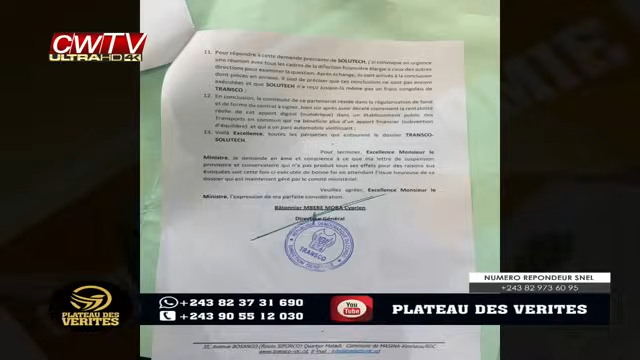 CWTV
ULTRAHD4K
11. Pour répondre à cette demande pressante de SOLUTECH, j'ai convoqué en urgence
une réunion avec tous les cadres de la direction financière élargie à ceux des autres
directions pour examiner la question. Après échange, ils sont arrivés à la conclusion
dont procès en annexe. Il sied de préciser que ces conclusions ne sont pas encore
exécutées et que SOLUTECH n'a reçu jusque-là même pas un franc congolais de
TRANSCO ;
12. En conclusion, la continuité de ce partenariat réside dans la régularisation de fond
et de forme du contrat à signer, bien sûr après avoir décelé clairement la rentabilité
réelle de cet apport digital (numérique) dans un établissement public des
Transports en commun qui ne bénéficie plus d'un apport financier (subvention
d'équilibre) et qui a un parc automobile vieillissant ;
13. Voilà Excellence, toutes les péripéties qui entourent le dossier TRANSCO-
SOLUTECH.
Pour terminer, Excellence Monsieur le
Ministre, je demande en âme et conscience à ce que ma lettre de suspension
provisoire et conservatoire qui n'a pas produit tous ses effets pour des raisons sus
évoquées soit cette fois-ci exécutée de bonne foi en attendant l'issue heureuse de ce
dossier qui est maintenant géré par le comité ministériel.
Veuillez agréer, Excellence Monsieur le
Ministre, l'expression de ma parfaite considération.
Bâtonnier MBERE MOBA Cyprien
Directeur Général
TRANSCO
NUMERO REPONDEUR SNEL
+243 82 973 60 95
PLATEAU DES
VERITES
+243 82 37 31 690
+243 90 55 12 030
You Tube
PLATEAU DES VERITES
Commune de MASINA